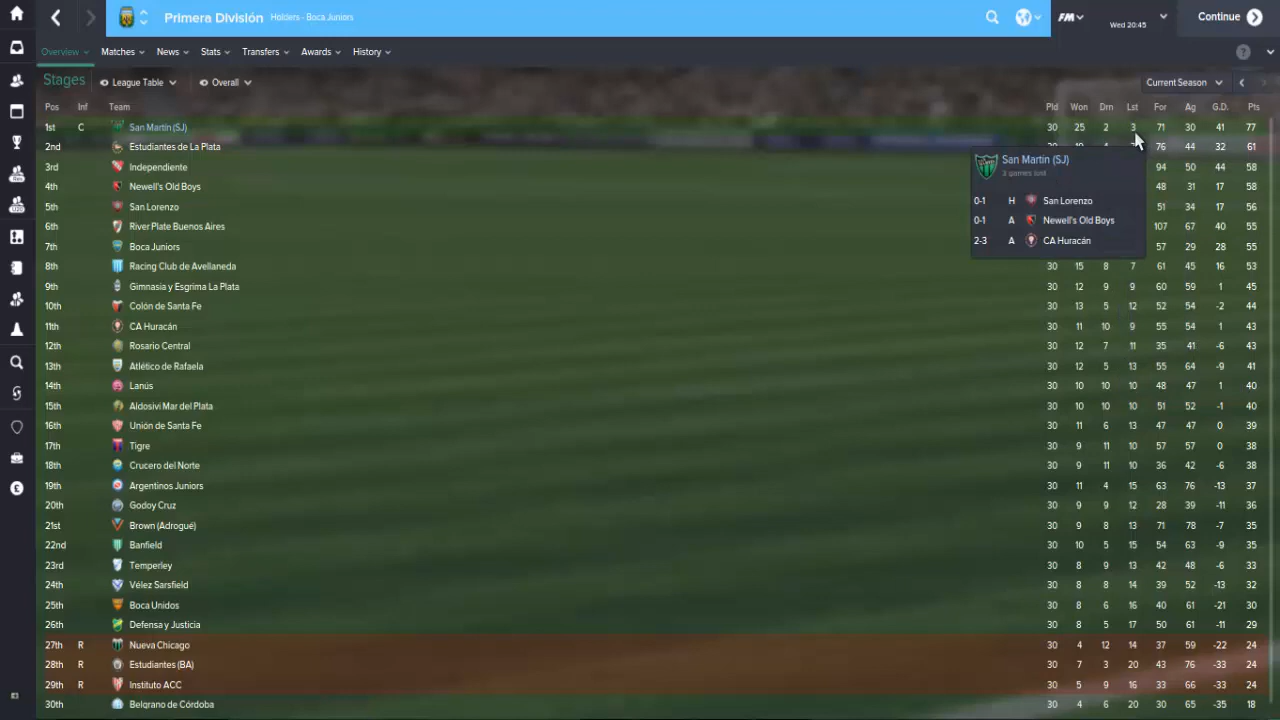 Primera División Holders - Boca Juniors FM Wed 20:45 Continue
Overview Matches News Stats Transfers Awards History ?
Stages League Table Overall Current Season
Pos Inf Team Pld Won Drn Lst For Ag G.D. Pts
1st C San Martín (SJ) 30 25 2 3 71 30 41 77
2nd Estudiantes de La Plata 76 44 32 61
San Martín (SJ)
3 games lost
3rd Independiente 94 50 44 58
4th Newell's Old Boys 48 31 17 58
0-1 H San Lorenzo
5th San Lorenzo 51 34 17 56
0-1 A Newell's Old Boys
6th River Plate Buenos Aires 107 67 40 55
2-3 A CA Huracán
7th Boca Juniors 57 29 28 55
8th Racing Club de Avellaneda 30 15 8 7 61 45 16 53
9th Gimnasia y Esgrima La Plata 30 12 9 9 60 59 1 45
10th Colón de Santa Fe 30 13 5 12 52 54 -2 44
11th CA Huracán 30 11 10 9 55 54 1 43
12th Rosario Central 30 12 7 11 35 41 -6 43
13th Atlético de Rafaela 30 12 5 13 55 64 -9 41
14th Lanús 30 10 10 10 48 47 1 40
15th Aldosivi Mar del Plata 30 10 10 10 51 52 -1 40
16th Unión de Santa Fe 30 11 6 13 47 47 0 39
17th Tigre 30 9 11 10 57 57 0 38
18th Crucero del Norte 30 9 11 10 36 42 -6 38
19th Argentinos Juniors 30 11 4 15 63 76 -13 37
20th Godoy Cruz 30 9 9 12 28 39 -11 36
21st Brown (Adrogué) 30 9 8 13 71 78 -7 35
22nd Banfield 30 10 5 15 54 63 -9 35
23rd Temperley 30 8 9 13 42 48 -6 33
24th Vélez Sarsfield 30 8 8 14 39 52 -13 32
25th Boca Unidos 30 8 6 16 40 61 -21 30
26th Defensa y Justicia 30 8 5 17 50 61 -11 29
27th R Nueva Chicago 30 4 12 14 37 59 -22 24
28th R Estudiantes (BA) 30 7 3 20 43 76 -33 24
29th R Instituto ACC 30 5 9 16 33 66 -33 24
30th Belgrano de Córdoba 30 4 6 20 30 65 -35 18